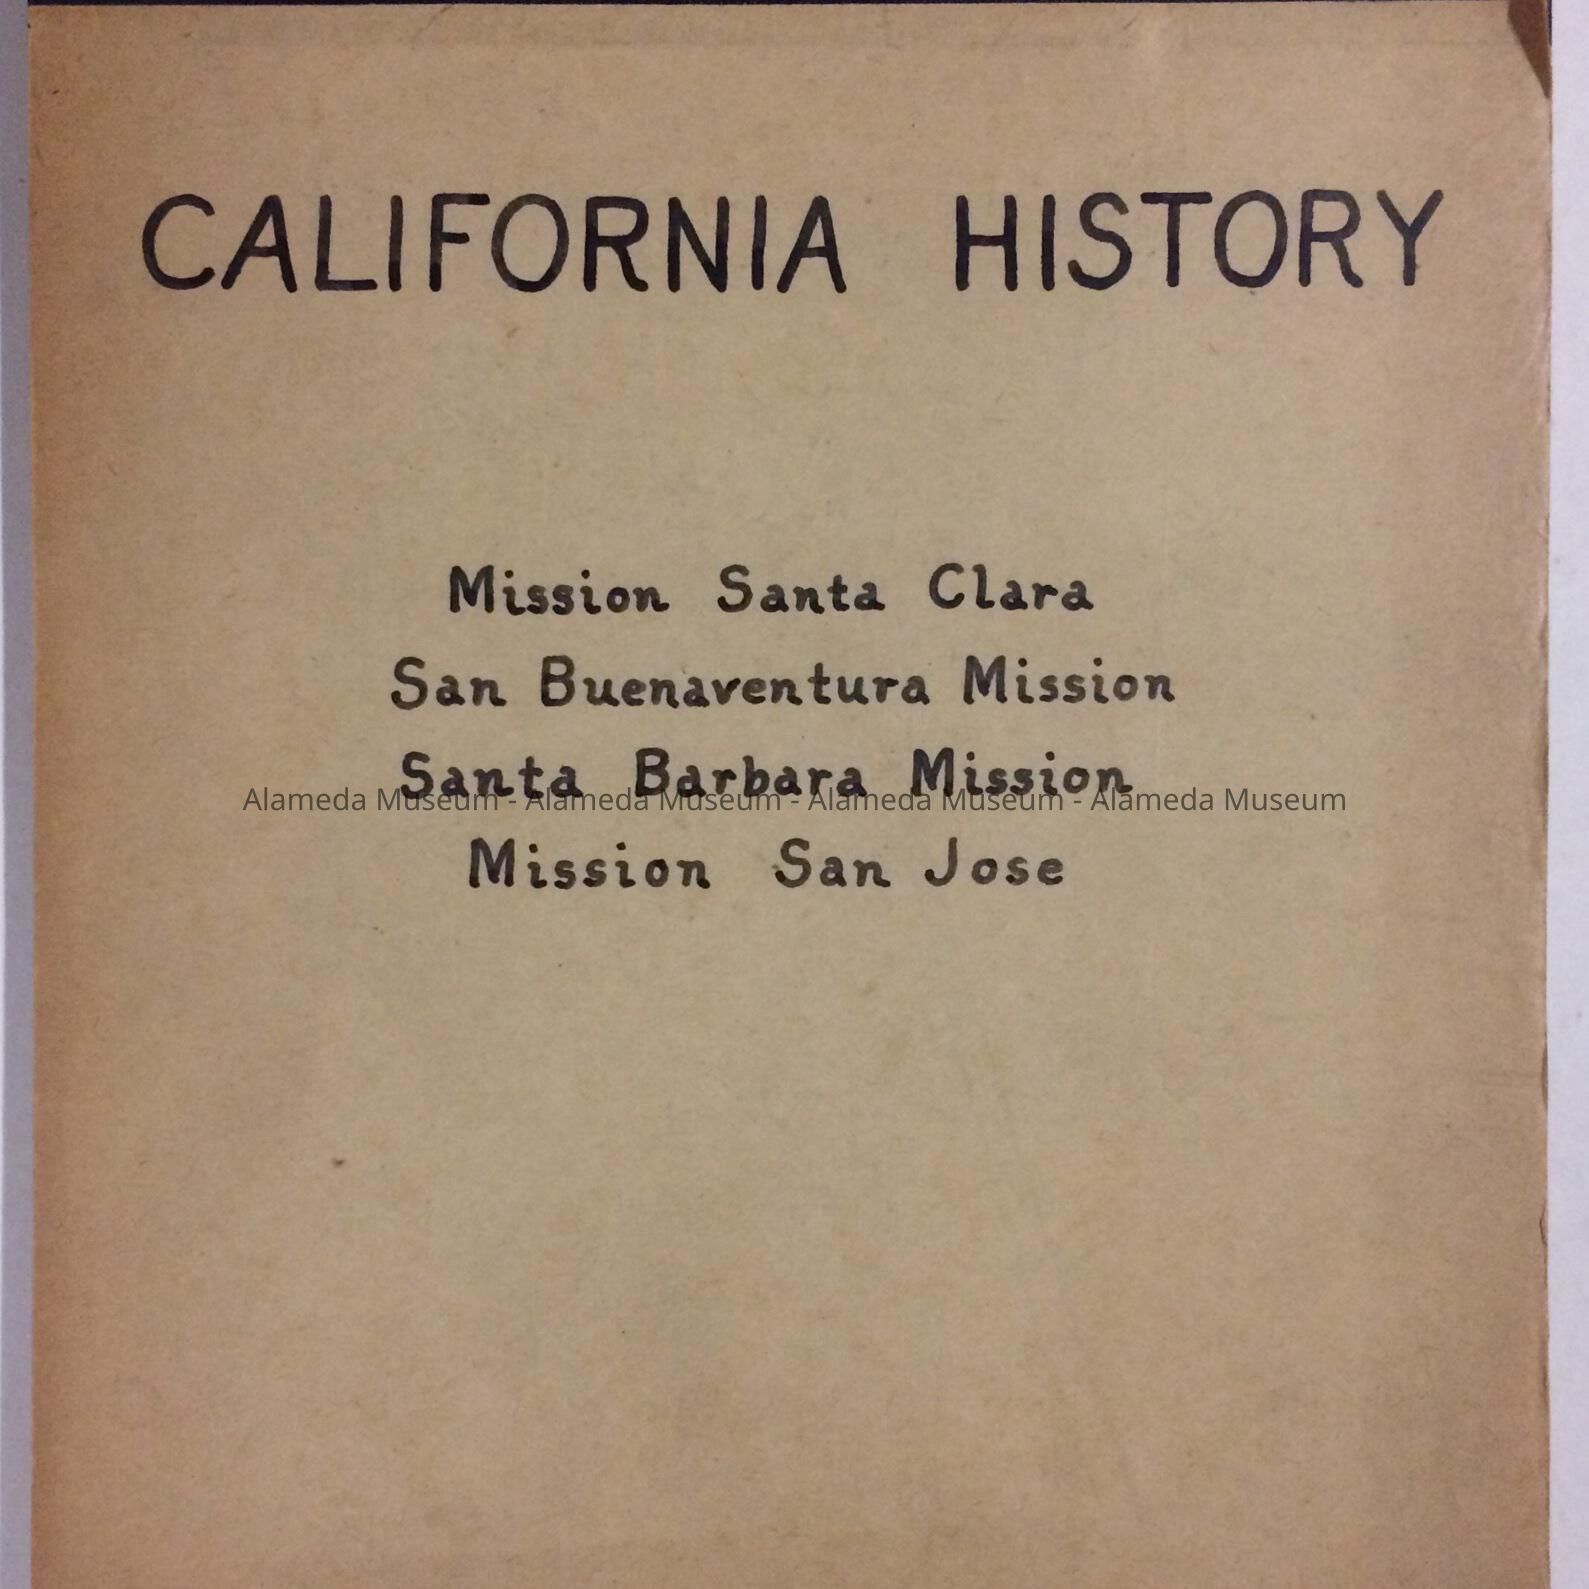 CALIFORNIA HISTORY
Mission Santa Clara
San Buenaventura Mission
Santa Barbara Mission
Alameda Museum - Alameda Museum - Alameda Museum - Alameda Museum
Mission San Jose